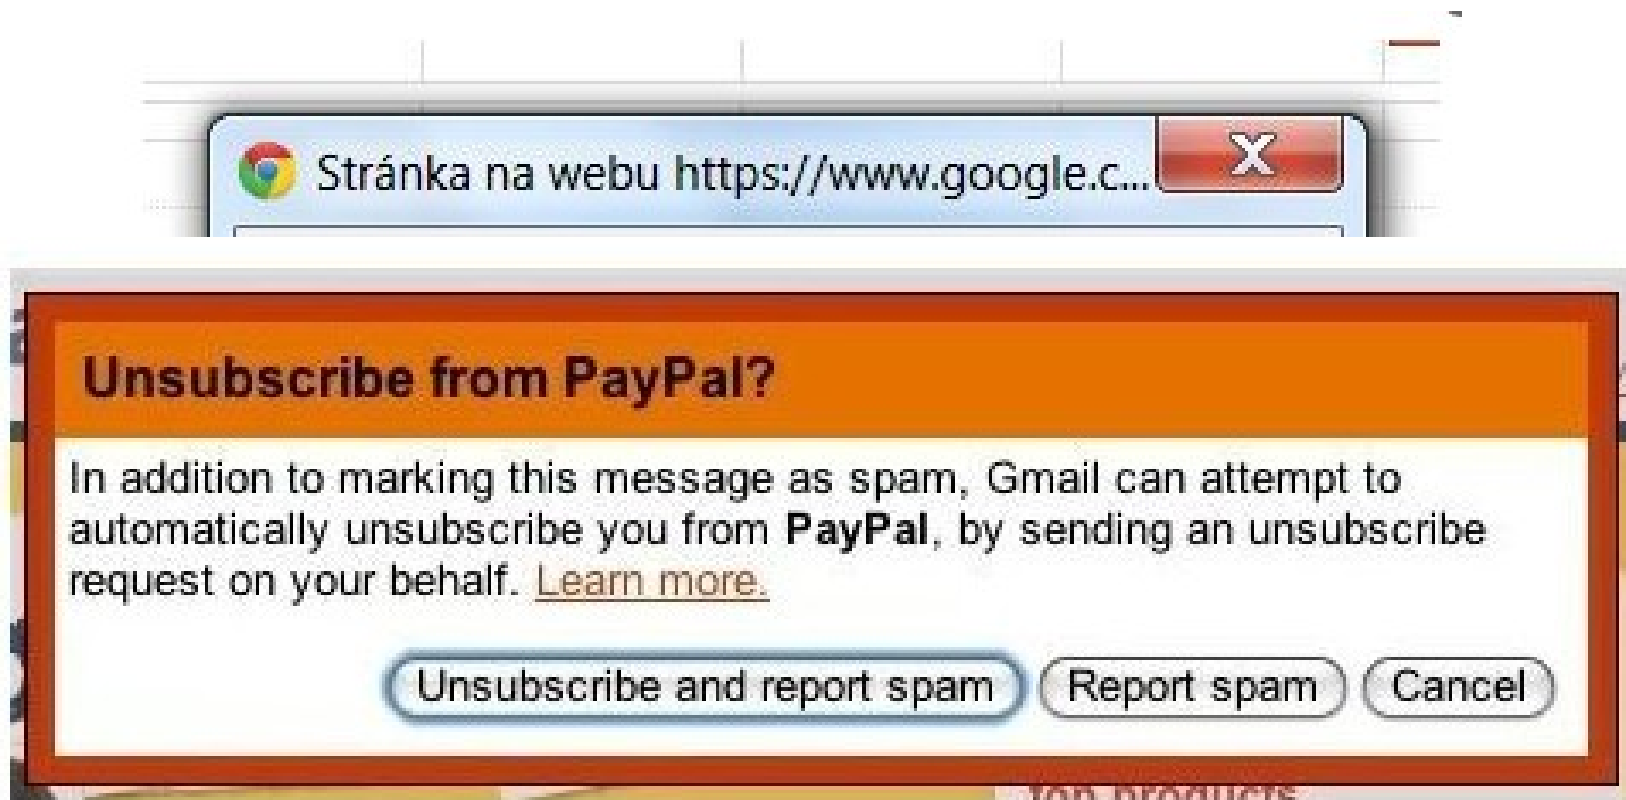 Stránka na webu https://www.google.c...
Unsubscribe from PayPal?
In addition to marking this message as spam, Gmail can attempt to
automatically unsubscribe you from PayPal, by sending an unsubscribe
request on your behalf. Learn more.
Unsubscribe and report spam Report spam Cancel
top products